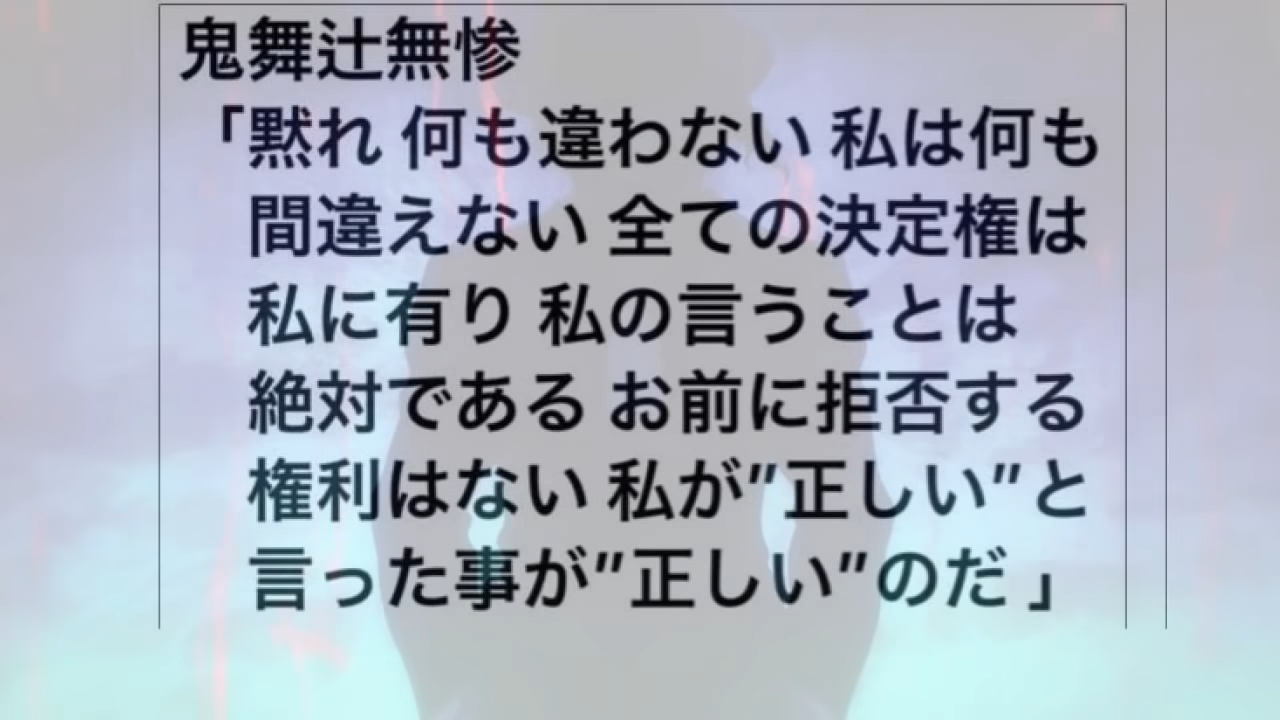 鬼舞辻無惨
「黙れ 何も違わない 私は何も
間違えない 全ての決定権は
私に有り 私の言うことは
絶対である お前に拒否する
権利はない 私が”正しい”と
言った事が”正しい”のだ 」